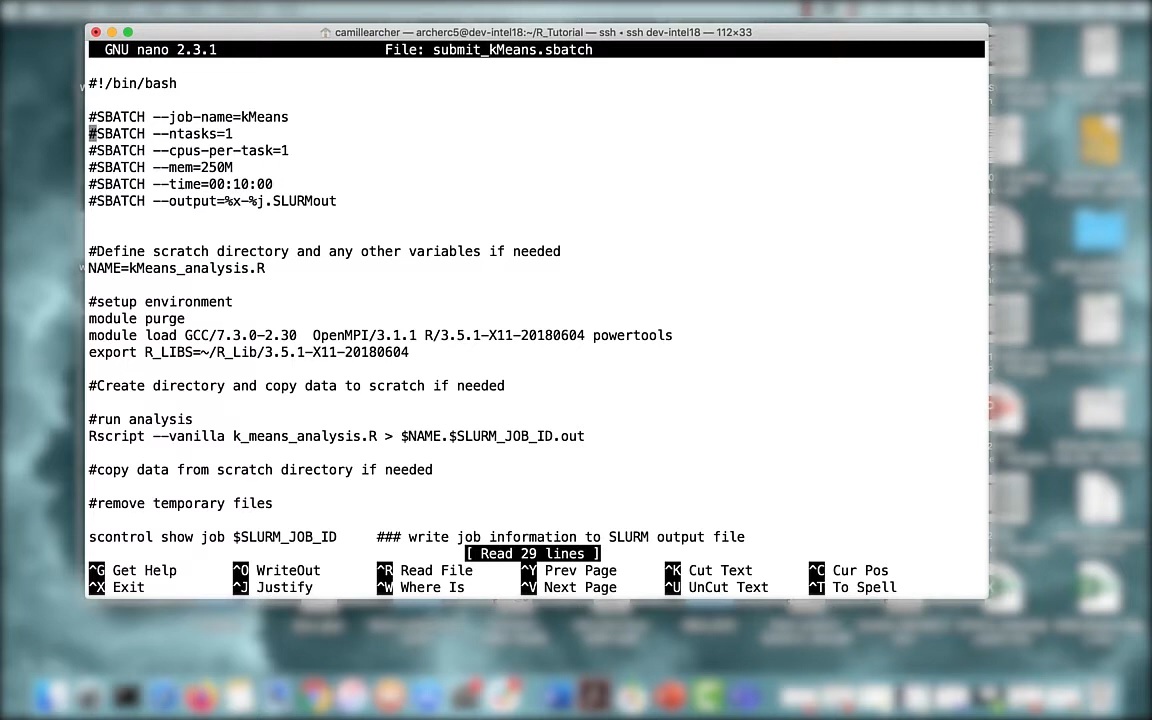 camillearcher — archerc5@dev-intel18:~/R_Tutorial — ssh • ssh dev-intel18 — 112×33
GNU nano 2.3.1 File: submit_kMeans.sbatch
#!/bin/bash
#SBATCH --job-name=kMeans
#SBATCH --ntasks=1
#SBATCH --cpus-per-task=1
#SBATCH --mem=250M
#SBATCH --time=00:10:00
#SBATCH --output=%x-%j.SLURMout
#Define scratch directory and any other variables if needed
NAME=kMeans_analysis.R
#setup environment
module purge
module load GCC/7.3.0-2.30  OpenMPI/3.1.1 R/3.5.1-X11-20180604 powertools
export R_LIBS=~/R_Lib/3.5.1-X11-20180604
#Create directory and copy data to scratch if needed
#run analysis
Rscript --vanilla k_means_analysis.R > $NAME.$SLURM_JOB_ID.out
#copy data from scratch directory if needed
#remove temporary files
scontrol show job $SLURM_JOB_ID     ### write job information to SLURM output file
[ Read 29 lines ]
^G Get Help ^O WriteOut ^R Read File ^Y Prev Page ^K Cut Text ^C Cur Pos
^X Exit ^J Justify ^W Where Is ^V Next Page ^U UnCut Text ^T To Spell